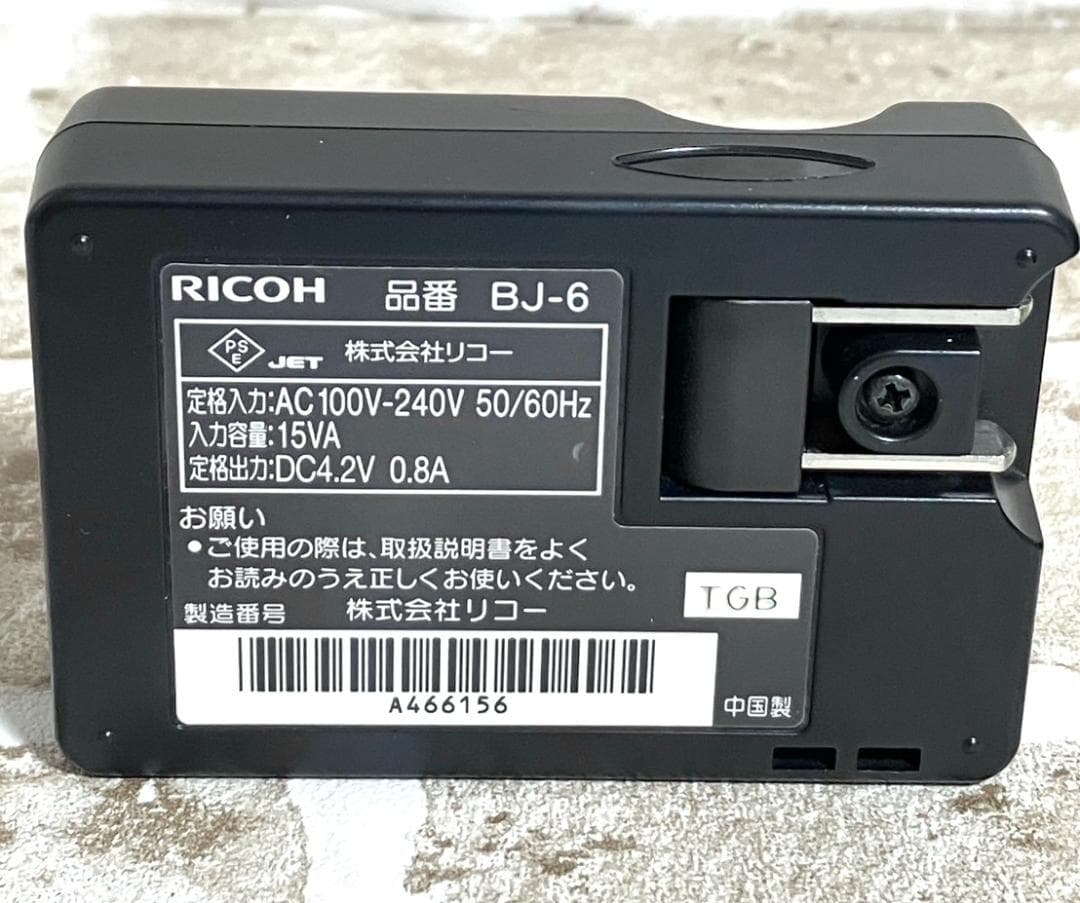 RICOH 品番 BJ-6
PSE JET 株式会社リコー
定格入力:AC100V-240V 50/60Hz
入力容量:15VA
定格出力:DC4.2V 0.8A
お願い
●ご使用の際は、取扱説明書をよく
お読みのうえ正しくお使いください。
TGB
製造番号 株式会社リコー
A466156
中国製